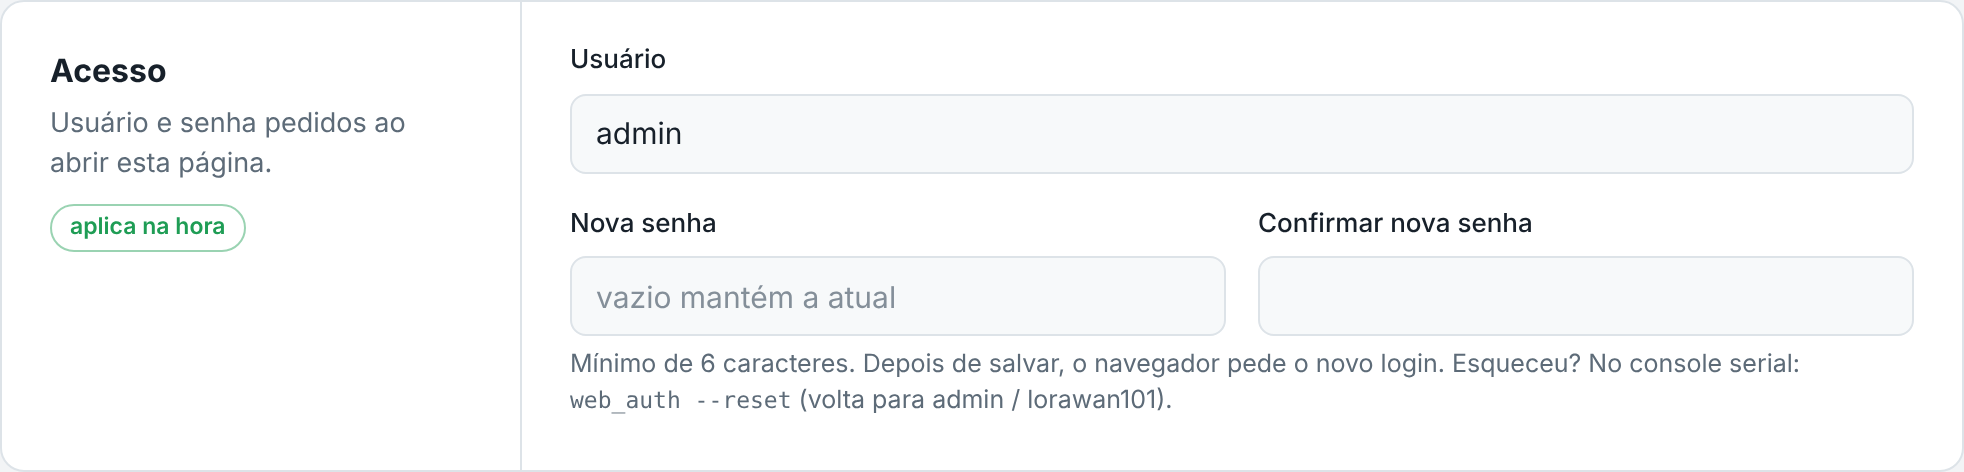 Acesso
Usuário e senha pedidos ao
abrir esta página.
aplica na hora
Usuário
admin
Nova senha
Confirmar nova senha
vazio mantém a atual
Mínimo de 6 caracteres. Depois de salvar, o navegador pede o novo login. Esqueceu? No console serial:
web_auth --reset (volta para admin / lorawan101).